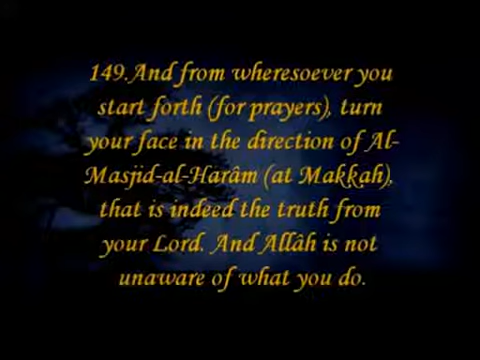 149.And from wheresoever you
start forth (for prayers), turn
your face in the direction of Al-
Masjid-al-Harâm (at Makkah),
that is indeed the truth from
your Lord. And Allâh is not
unaware of what you do.